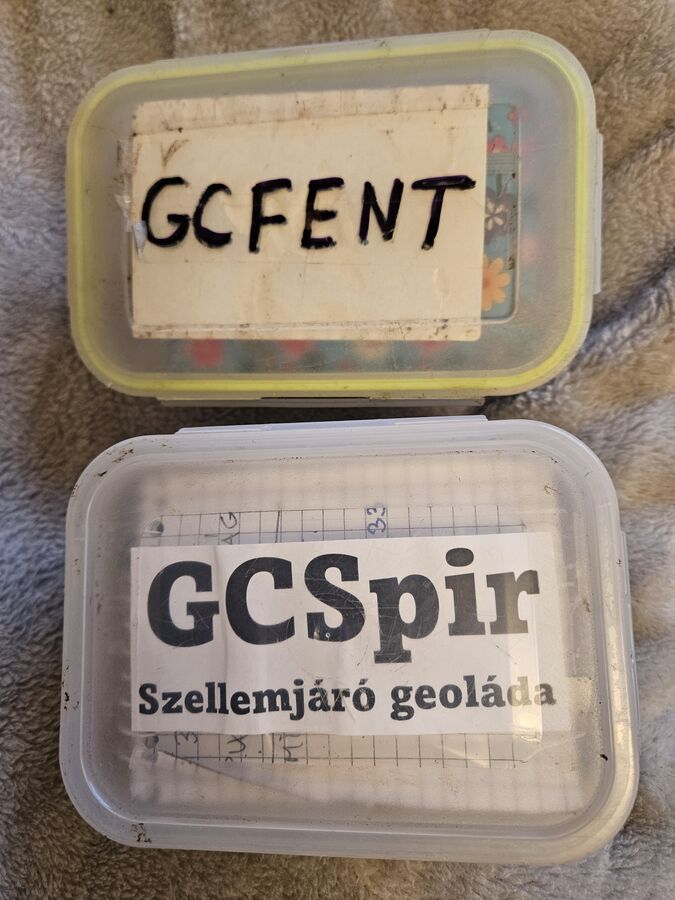 GCFENT
GCSpir
Szellemjáró geoláda